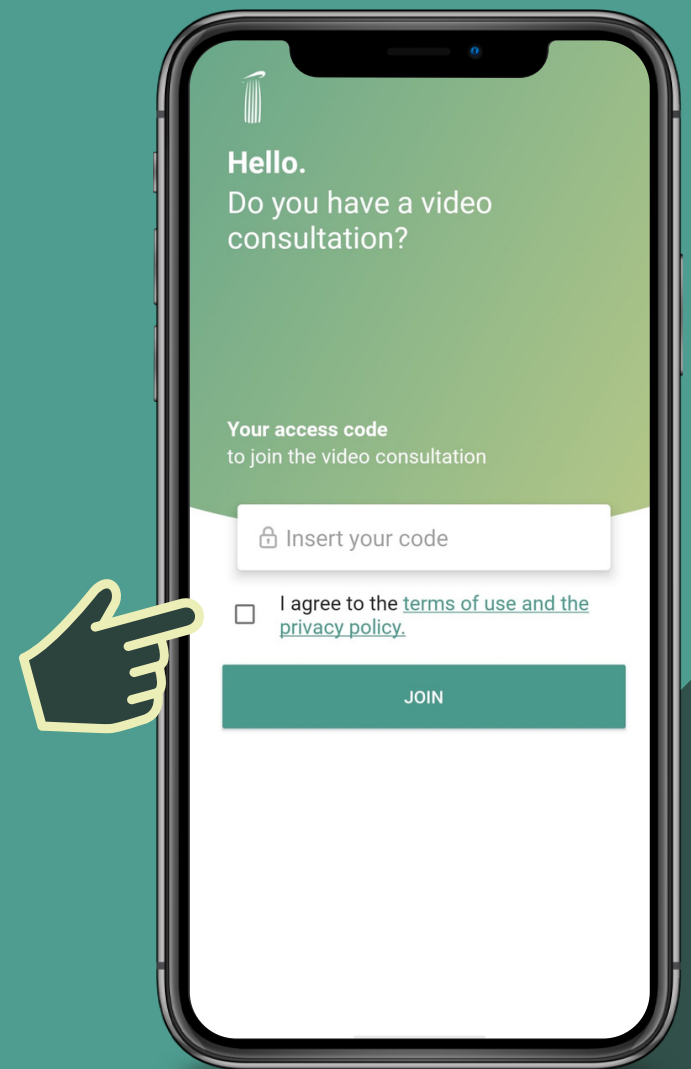 Hello.
Do you have a video
consultation?
Your access code
to join the video consultation
Insert your code
I agree to the terms of use and the
privacy policy.
JOIN